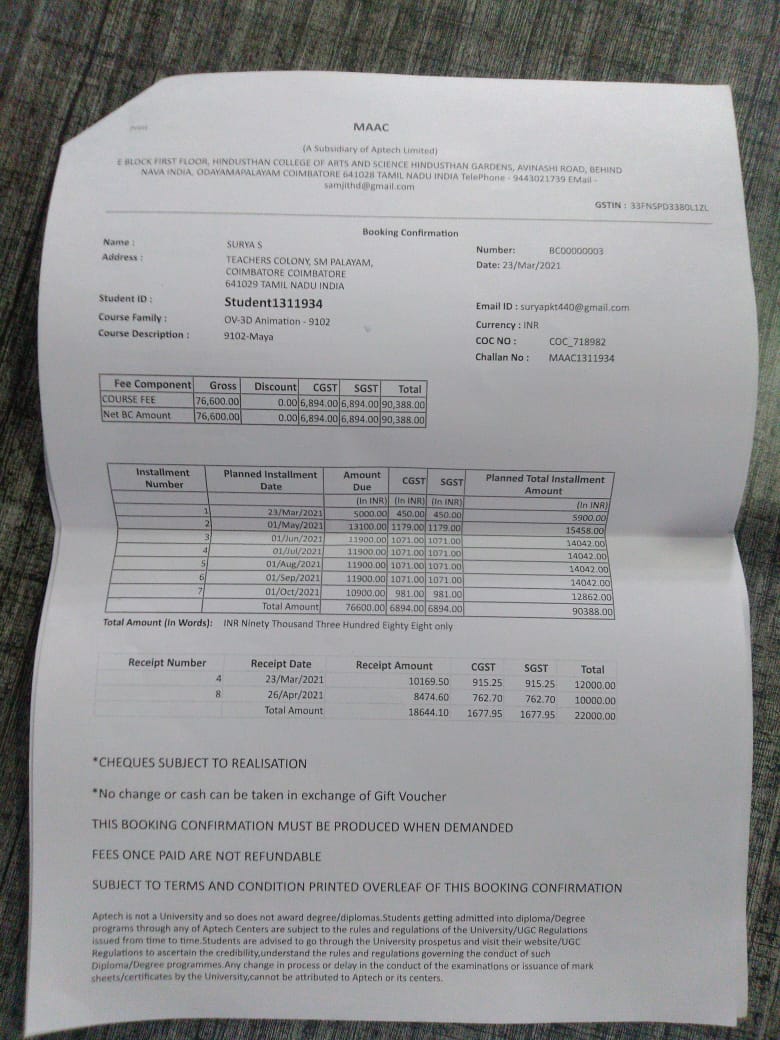 Print
MAAC
(A Subsidiary of Aptech Limited)
E BLOCK FIRST FLOOR, HINDUSTHAN COLLEGE OF ARTS AND SCIENCE HINDUSTHAN GARDENS, AVINASHI ROAD, BEHIND
NAVA INDIA, ODAYAMAPALAYAM COIMBATORE 641028 TAMIL NADU INDIA TelePhone - 9443021739 EMail -
samjithd@gmail.com
GSTIN : 33FNSPD3380L1ZL
Booking Confirmation
Name : SURYA S Number: BC00000003
Address : TEACHERS COLONY, SM PALAYAM, Date: 23/Mar/2021
COIMBATORE COIMBATORE
641029 TAMIL NADU INDIA
Student ID : Student1311934 Email ID : suryapkt440@gmail.com
Course Family : OV-3D Animation - 9102 Currency : INR
Course Description : 9102-Maya COC NO : COC_718982
Challan No : MAAC1311934
Fee Component Gross Discount CGST SGST Total
COURSE FEE 76,600.00 0.00 6,894.00 6,894.00 90,388.00
Net BC Amount 76,600.00 0.00 6,894.00 6,894.00 90,388.00
Installment Number Planned Installment Date Amount Due CGST SGST Planned Total Installment Amount
(In INR) (In INR) (In INR) (In INR)
1 23/Mar/2021 5000.00 450.00 450.00 5900.00
2 01/May/2021 13100.00 1179.00 1179.00 15458.00
3 01/Jun/2021 11900.00 1071.00 1071.00 14042.00
4 01/Jul/2021 11900.00 1071.00 1071.00 14042.00
5 01/Aug/2021 11900.00 1071.00 1071.00 14042.00
6 01/Sep/2021 11900.00 1071.00 1071.00 14042.00
7 01/Oct/2021 10900.00 981.00 981.00 12862.00
Total Amount 76600.00 6894.00 6894.00 90388.00
Total Amount (In Words): INR Ninety Thousand Three Hundred Eighty Eight only
Receipt Number Receipt Date Receipt Amount CGST SGST Total
4 23/Mar/2021 10169.50 915.25 915.25 12000.00
8 26/Apr/2021 8474.60 762.70 762.70 10000.00
Total Amount 18644.10 1677.95 1677.95 22000.00
*CHEQUES SUBJECT TO REALISATION
*No change or cash can be taken in exchange of Gift Voucher
THIS BOOKING CONFIRMATION MUST BE PRODUCED WHEN DEMANDED
FEES ONCE PAID ARE NOT REFUNDABLE
SUBJECT TO TERMS AND CONDITION PRINTED OVERLEAF OF THIS BOOKING CONFIRMATION
Aptech is not a University and so does not award degree/diplomas.Students getting admitted into diploma/Degree
programs through any of Aptech Centers are subject to the rules and regulations of the University/UGC Regulations
issued from time to time.Students are advised to go through the University prospetus and visit their website/UGC
Regulations to ascertain the credibility,understand the rules and regulations governing the conduct of such
Diploma/Degree programmes.Any change in process or delay in the conduct of the examinations or issuance of mark
sheets/certificates by the University,cannot be attributed to Aptech or its centers.